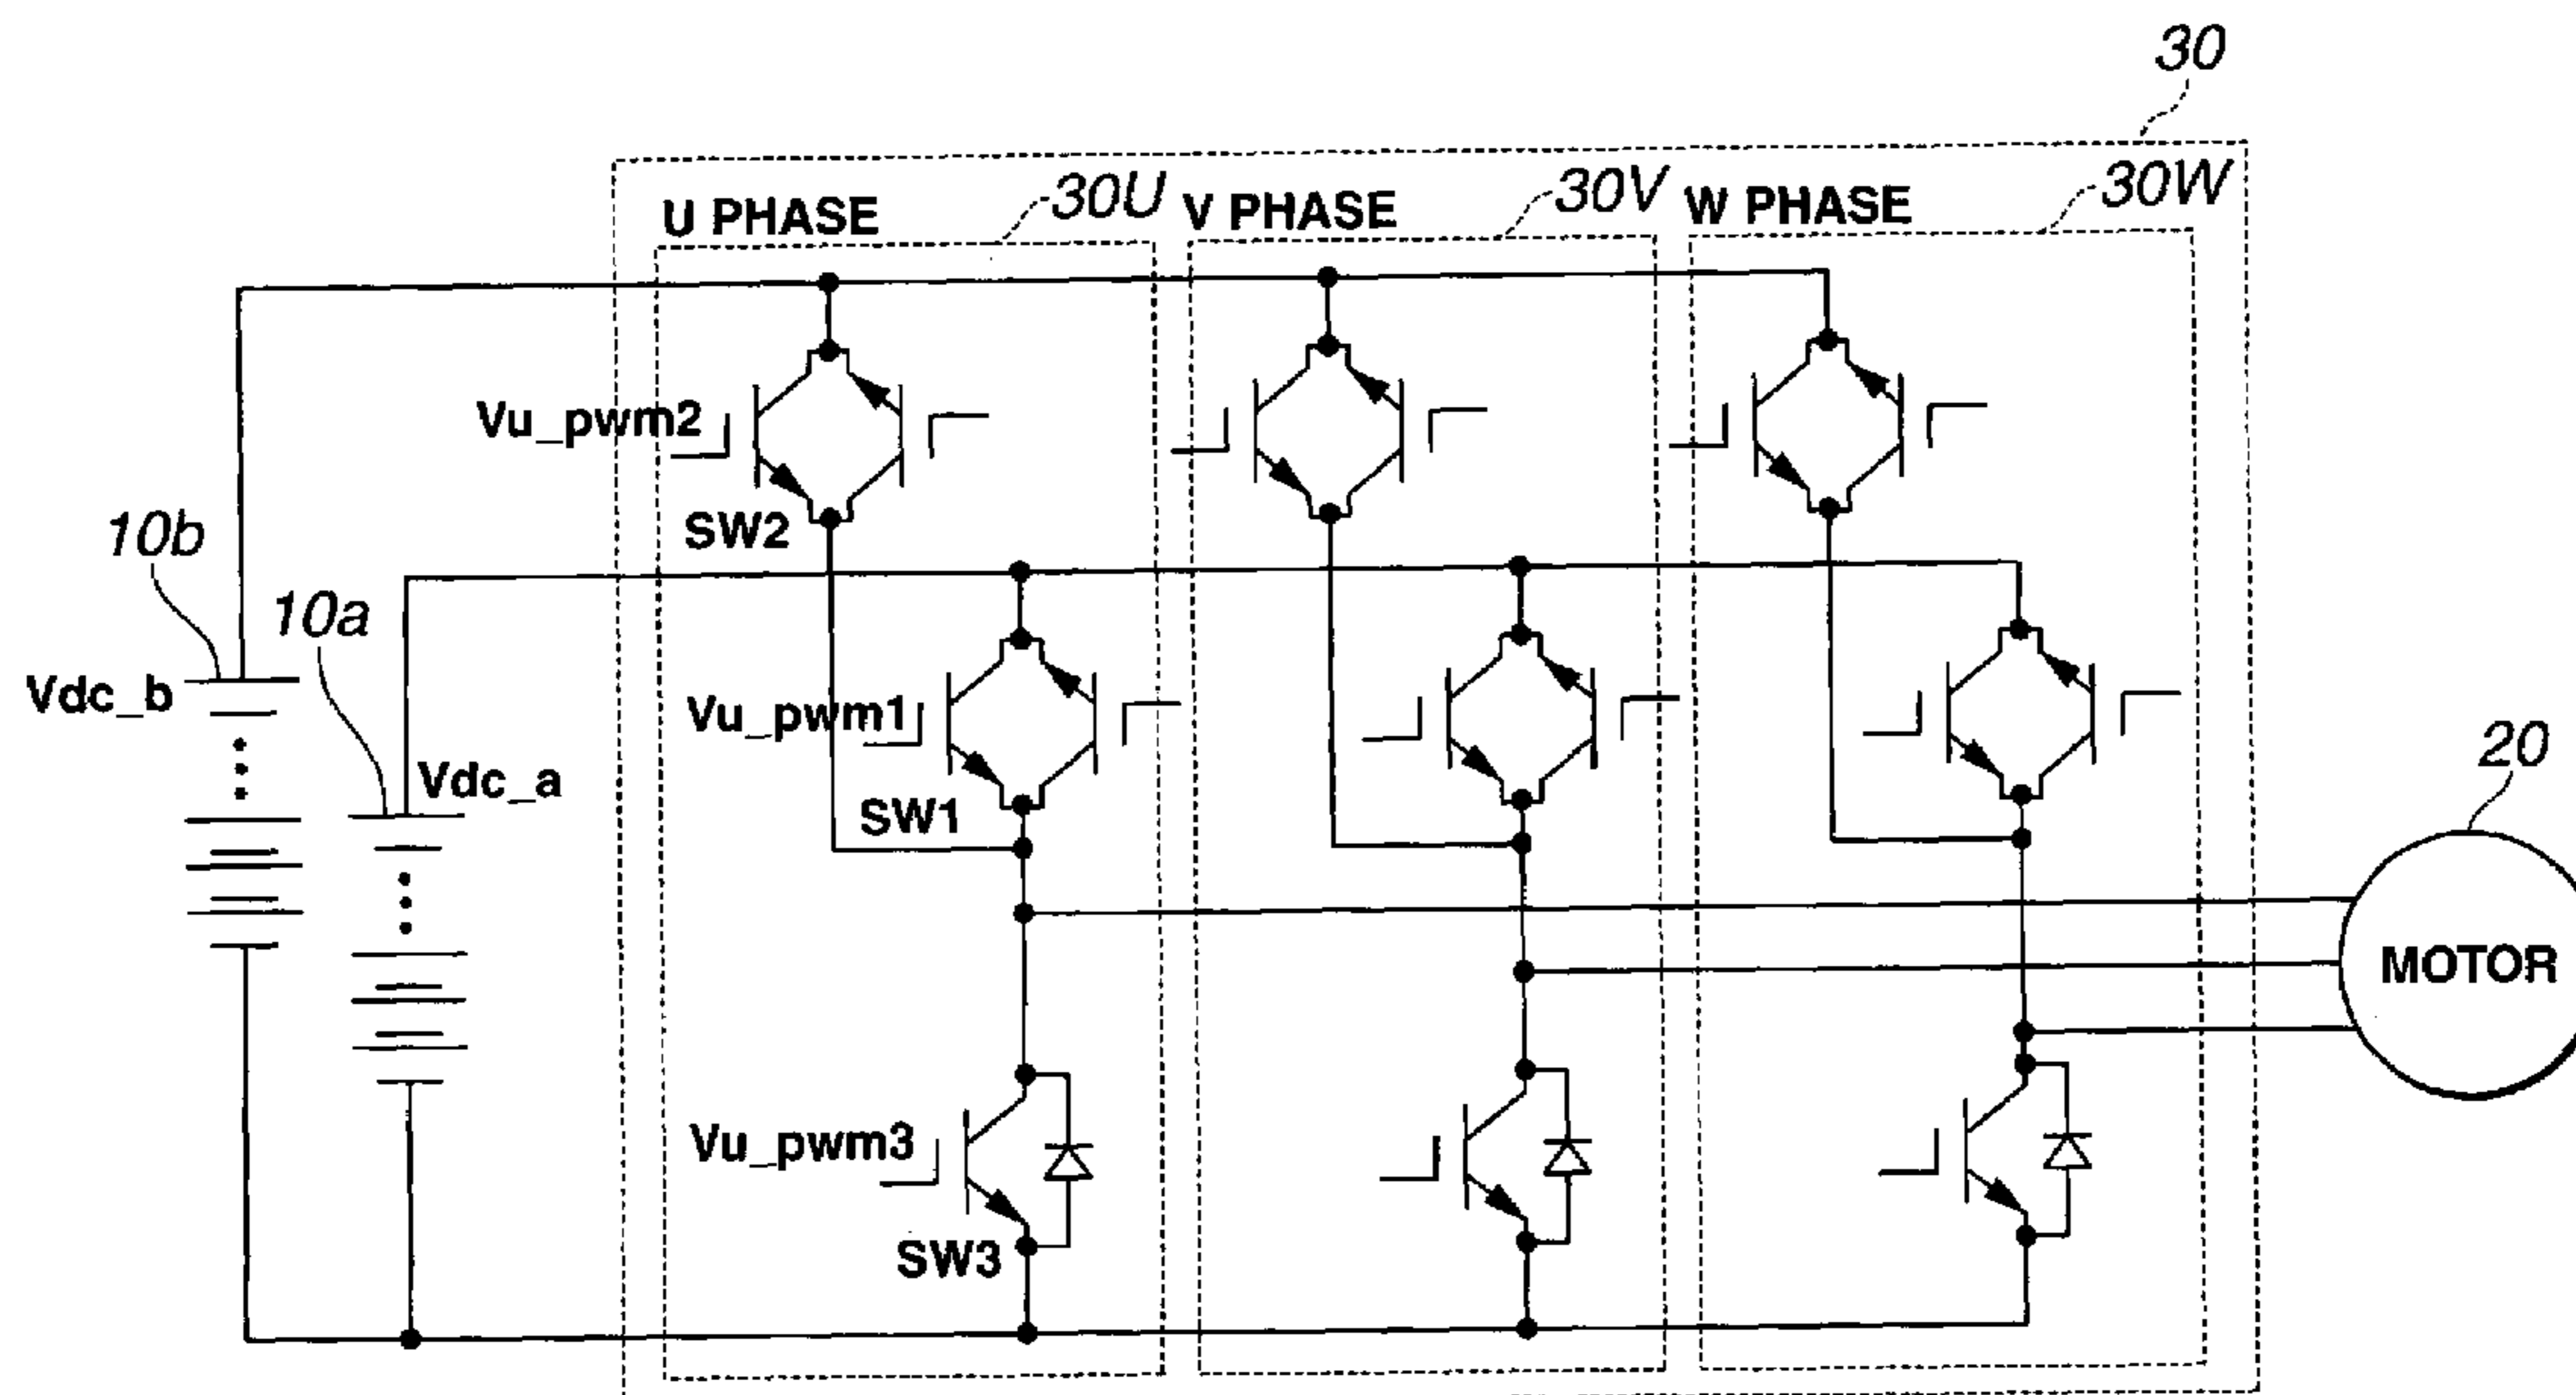 30
U PHASE
30U
V PHASE
30V
W PHASE
30W
Vu_pwm2
SW2
10b
10a
Vdc_b
Vu_pwm1
Vdc_a
SW1
20
MOTOR
Vu_pwm3
SW3